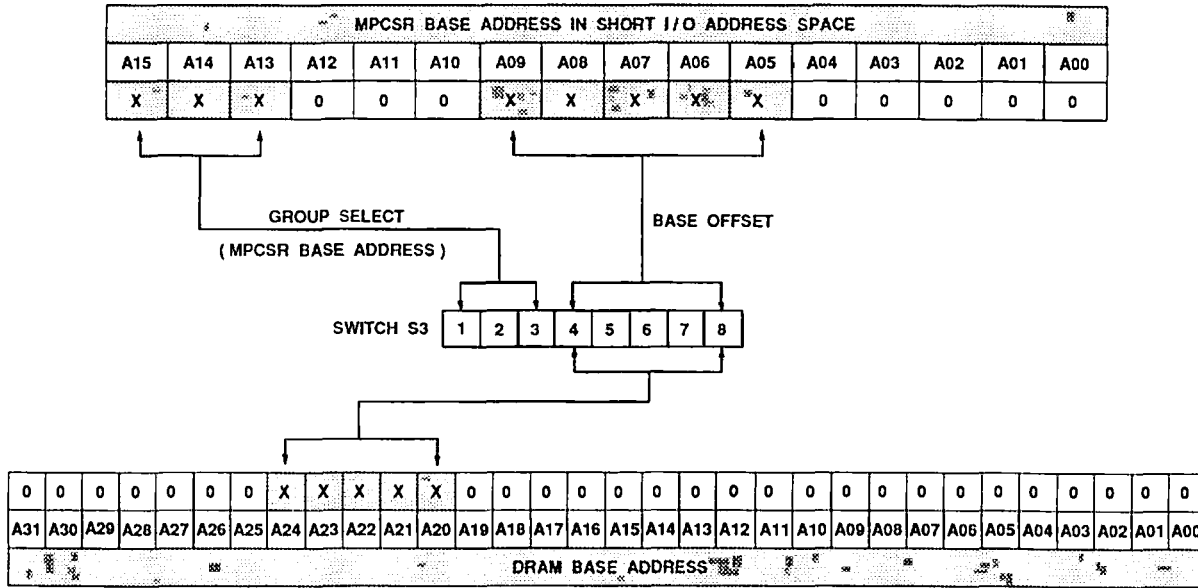 MPCSR BASE ADDRESS IN SHORT I/O ADDRESS SPACE
A15 A14 A13 A12 A11 A10 A09 A08 A07 A06 A05 A04 A03 A02 A01 A00
X X X 0 0 0 X X X X X 0 0 0 0 0
GROUP SELECT
(MPCSR BASE ADDRESS)
BASE OFFSET
SWITCH S3 1 2 3 4 5 6 7 8
0 0 0 0 0 0 0 X X X X X 0 0 0 0 0 0 0 0 0 0 0 0 0 0 0 0 0 0 0 0
A31 A30 A29 A28 A27 A26 A25 A24 A23 A22 A21 A20 A19 A18 A17 A16 A15 A14 A13 A12 A11 A10 A09 A08 A07 A06 A05 A04 A03 A02 A01 A00
DRAM BASE ADDRESS